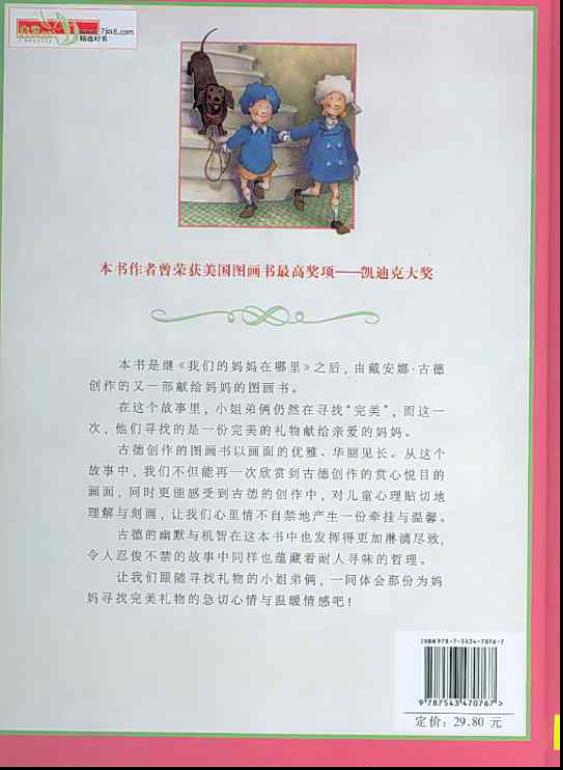 7jia8.com
精选好书
本书作者曾荣获美国图画书最高奖项——凯迪克大奖
本书是继《我们的妈妈在哪里》之后，由戴安娜·古德
创作的又一部献给妈妈的图画书。
在这个故事里，小姐弟俩仍然在寻找“完美”，而这一
次，他们寻找的是一份完美的礼物献给亲爱的妈妈。
古德创作的图画书以画面的优雅、华丽见长。从这个
故事中，我们不但能再一次欣赏到古德创作的赏心悦目的
画面，同时更能感受到古德的创作中，对儿童心理贴切地
理解与刻画，让我们心里情不自禁地产生一份牵挂与温馨。
古德的幽默与机智在这本书中也发挥得更加淋漓尽致，
令人忍俊不禁的故事中同样也蕴藏着耐人寻味的哲理。
让我们跟随寻找礼物的小姐弟俩，一同体会那份为妈
妈寻找完美礼物的急切心情与温暖情感吧！
ISBN 978-7-5434-7076-7
9787543470767>
定价：29.80 元